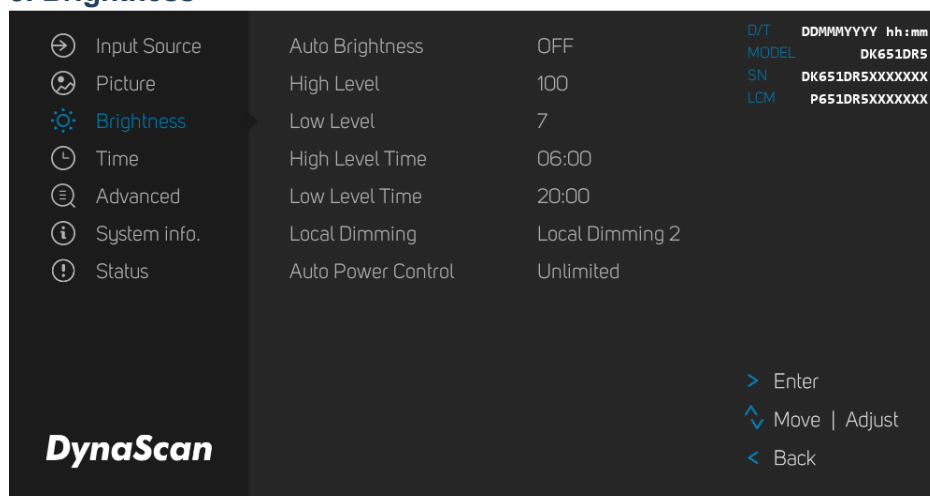 Input Source
Picture
Brightness
Time
Advanced
System info.
Status
DynaScan
Auto Brightness OFF
High Level 100
Low Level 7
High Level Time 06:00
Low Level Time 20:00
Local Dimming Local Dimming 2
Auto Power Control Unlimited
D/T DDMMMYYYY hh:mm
MODEL DK651DR5
SN DK651DR5XXXXXXX
LCM P651DR5XXXXXXX
> Enter
Move | Adjust
< Back